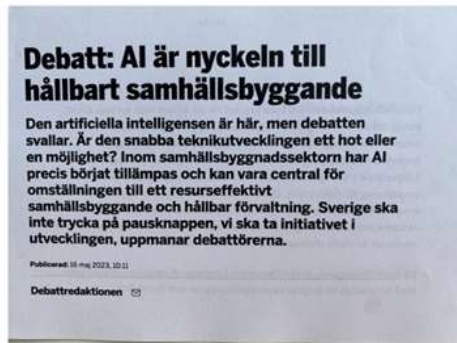 Debatt: AI är nyckeln till
hållbart samhällsbyggande
Den artificiella intelligensen är här, men debatten
svallar. Är den snabba teknikutvecklingen ett hot eller
en möjlighet? Inom samhällsbyggnadssektorn har AI
precis börjat tillämpas och kan vara central för
omställningen till ett resurseffektivt
samhällsbyggande och hållbar förvaltning. Sverige ska
inte trycka på pausknappen, vi ska ta initiativet i
utvecklingen, uppmanar debattörerna.
Publicerad: 16 maj 2023, 10:11
Debattredaktionen